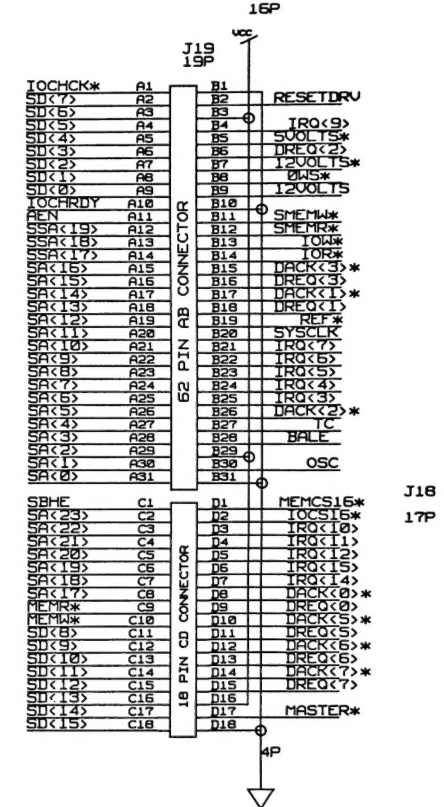 16P
VCC
J19
19P
IOCHCK* A1 B1
SD<7> A2 B2 RESETDRV
SD<6> A3 B3
SD<5> A4 B4 IRQ<9>
SD<4> A5 B5 5VOLTS*
SD<3> A6 B6 DREQ<2>
SD<2> A7 B7 12VOLTS*
SD<1> A8 B8 0WS*
SD<0> A9 B9 12VOLTS
IOCHRDY A10 B10
AEN A11 B11 SMEMW*
SSA<19> A12 B12 SMEMR*
SSA<18> A13 B13 IOW*
SSA<17> A14 B14 IOR*
SA<16> A15 B15 DACK<3>*
SA<15> A16 B16 DREQ<3>
SA<14> A17 B17 DACK<1>*
SA<13> A18 B18 DREQ<1>
SA<12> A19 B19 REF*
SA<11> A20 B20 SYSCLK
SA<10> A21 B21 IRQ<7>
SA<9> A22 B22 IRQ<6>
SA<8> A23 B23 IRQ<5>
SA<7> A24 B24 IRQ<4>
SA<6> A25 B25 IRQ<3>
SA<5> A26 B26 DACK<2>*
SA<4> A27 B27 TC
SA<3> A28 B28 BALE
SA<2> A29 B29
SA<1> A30 B30 OSC
SA<0> A31 B31
62 PIN AB CONNECTOR
J18
17P
SBHE C1 D1 MEMCS16*
SA<23> C2 D2 IOCS16*
SA<22> C3 D3 IRQ<10>
SA<21> C4 D4 IRQ<11>
SA<20> C5 D5 IRQ<12>
SA<19> C6 D6 IRQ<15>
SA<18> C7 D7 IRQ<14>
SA<17> C8 D8 DACK<0>*
MEMR* C9 D9 DREQ<0>
MEMW* C10 D10 DACK<5>*
SD<8> C11 D11 DREQ<5>
SD<9> C12 D12 DACK<6>*
SD<10> C13 D13 DREQ<6>
SD<11> C14 D14 DACK<7>*
SD<12> C15 D15 DREQ<7>
SD<13> C16 D16
SD<14> C17 D17 MASTER*
SD<15> C18 D18
18 PIN CD CONNECTOR
4P